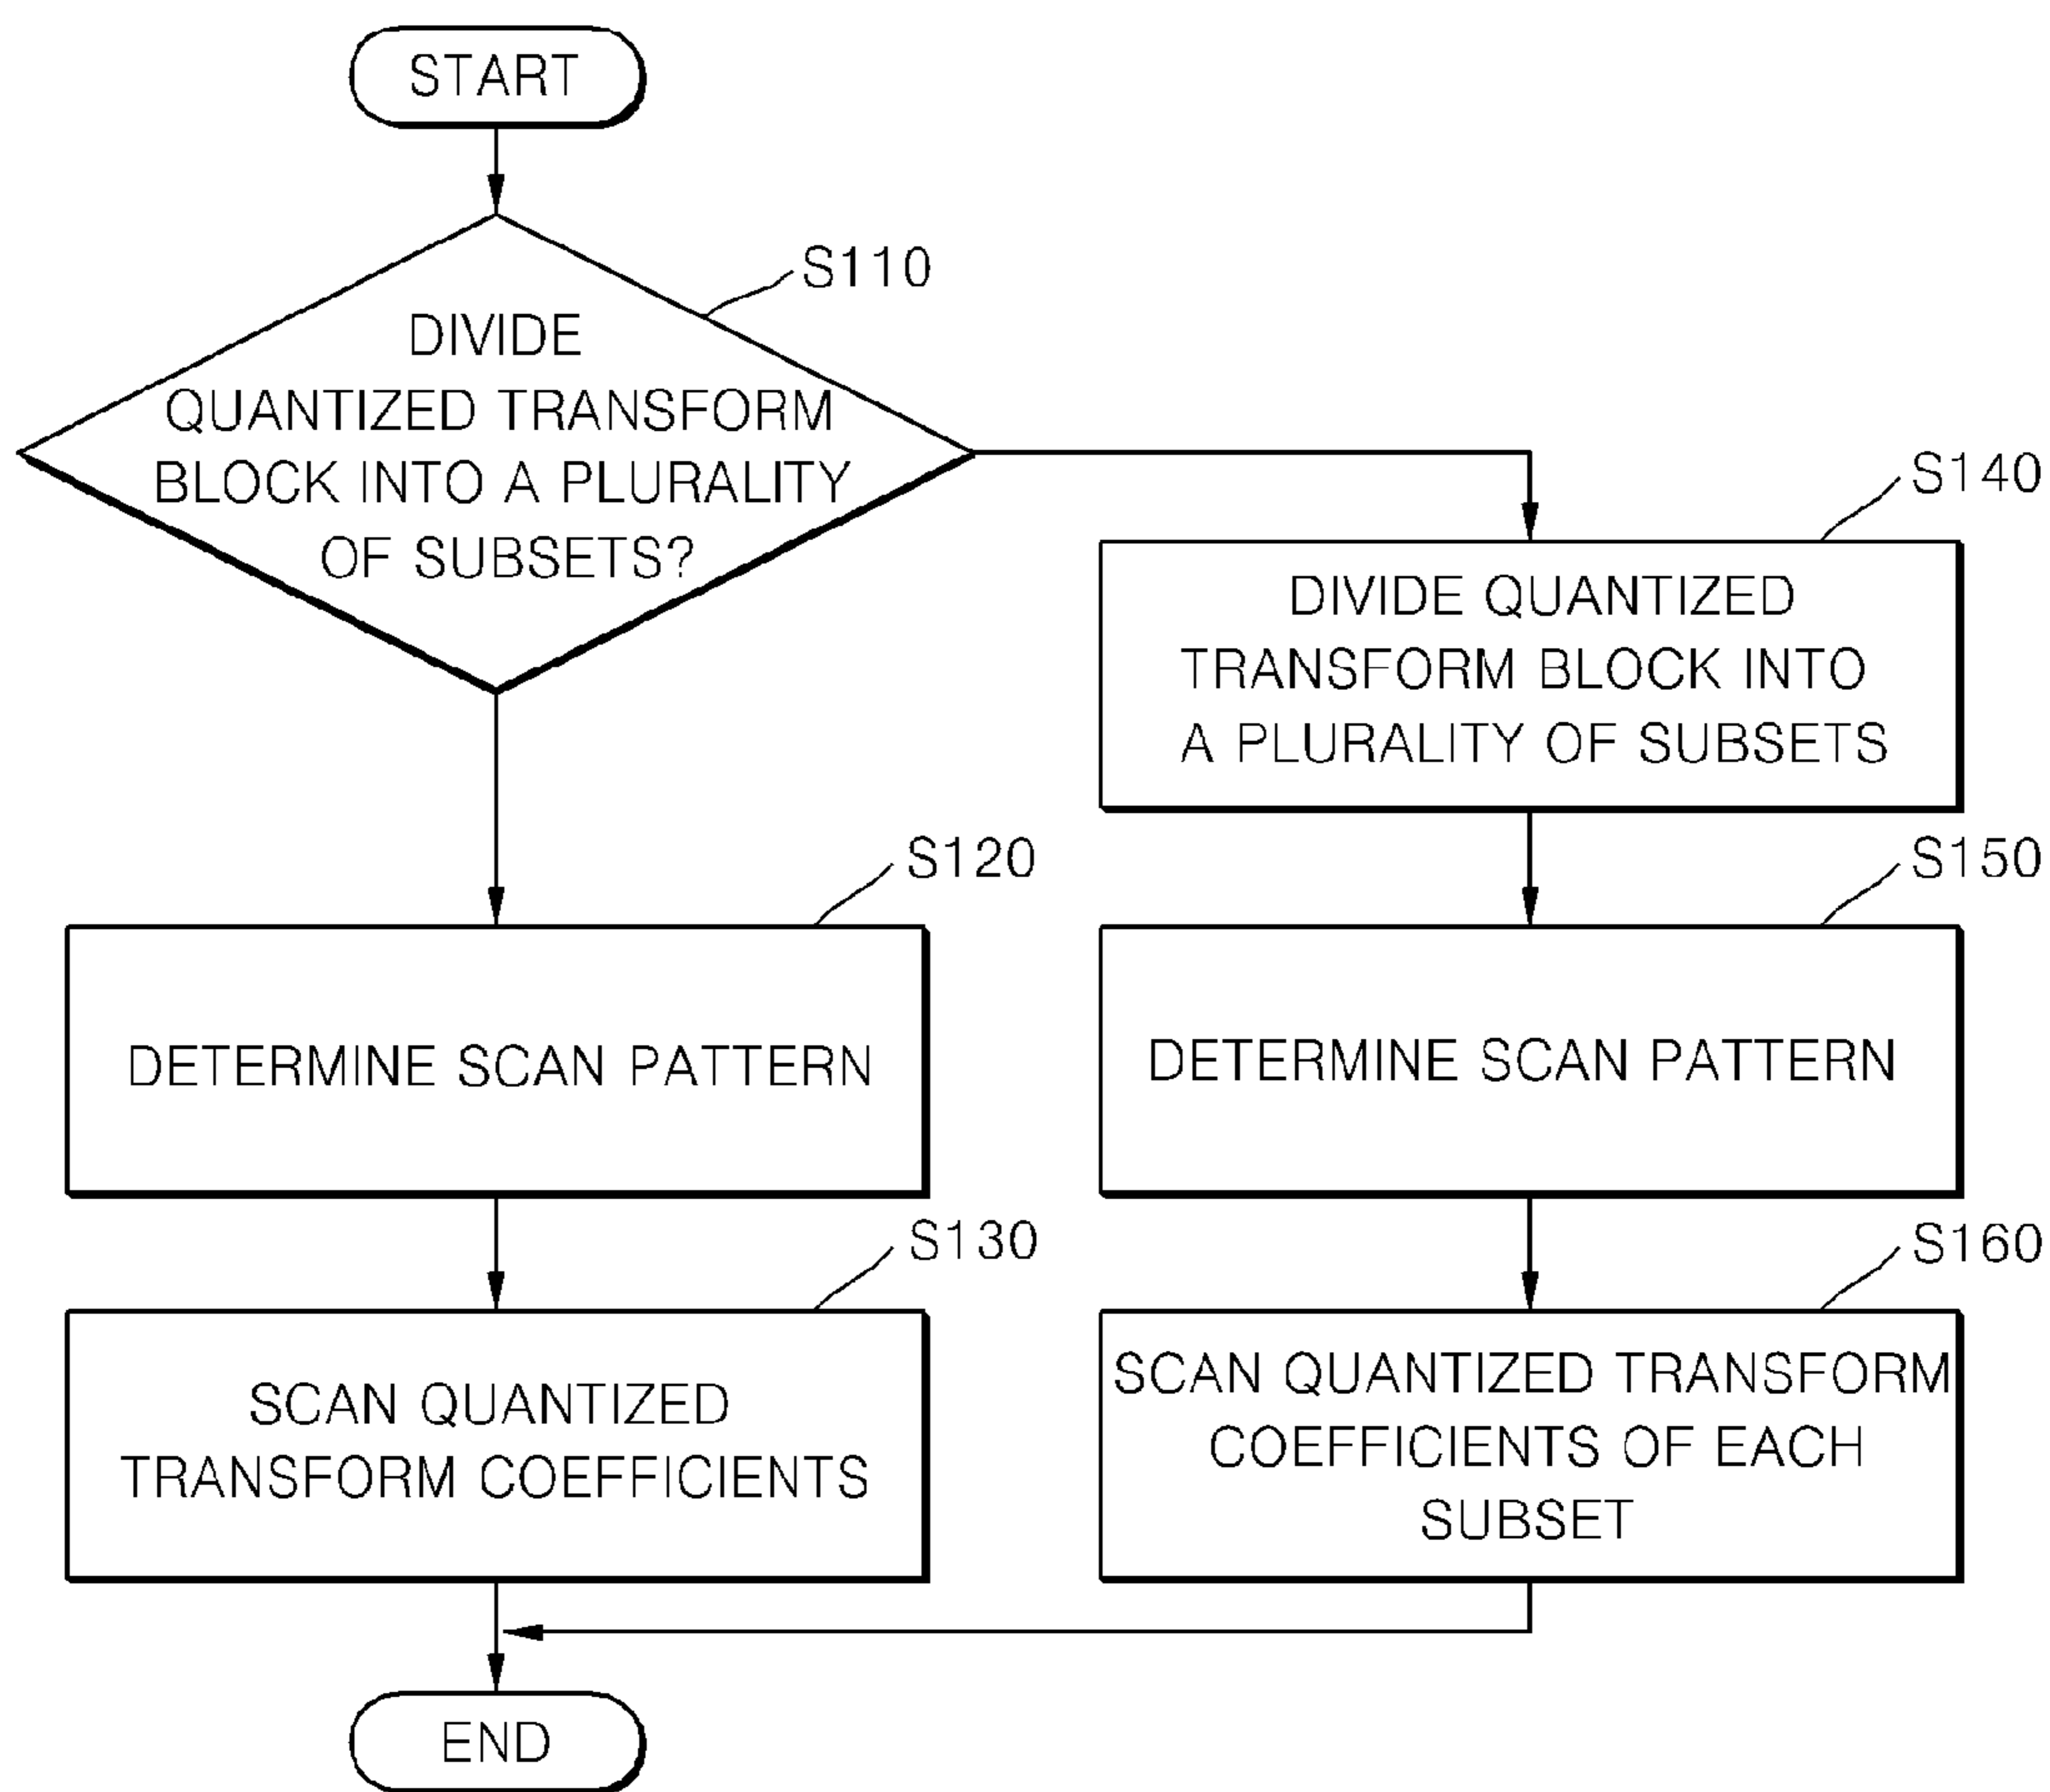 START
S110
DIVIDE
QUANTIZED TRANSFORM
BLOCK INTO A PLURALITY
OF SUBSETS?
S140
DIVIDE QUANTIZED
TRANSFORM BLOCK INTO
A PLURALITY OF SUBSETS
S120
DETERMINE SCAN PATTERN
S150
DETERMINE SCAN PATTERN
S130
SCAN QUANTIZED
TRANSFORM COEFFICIENTS
S160
SCAN QUANTIZED TRANSFORM
COEFFICIENTS OF EACH
SUBSET
END